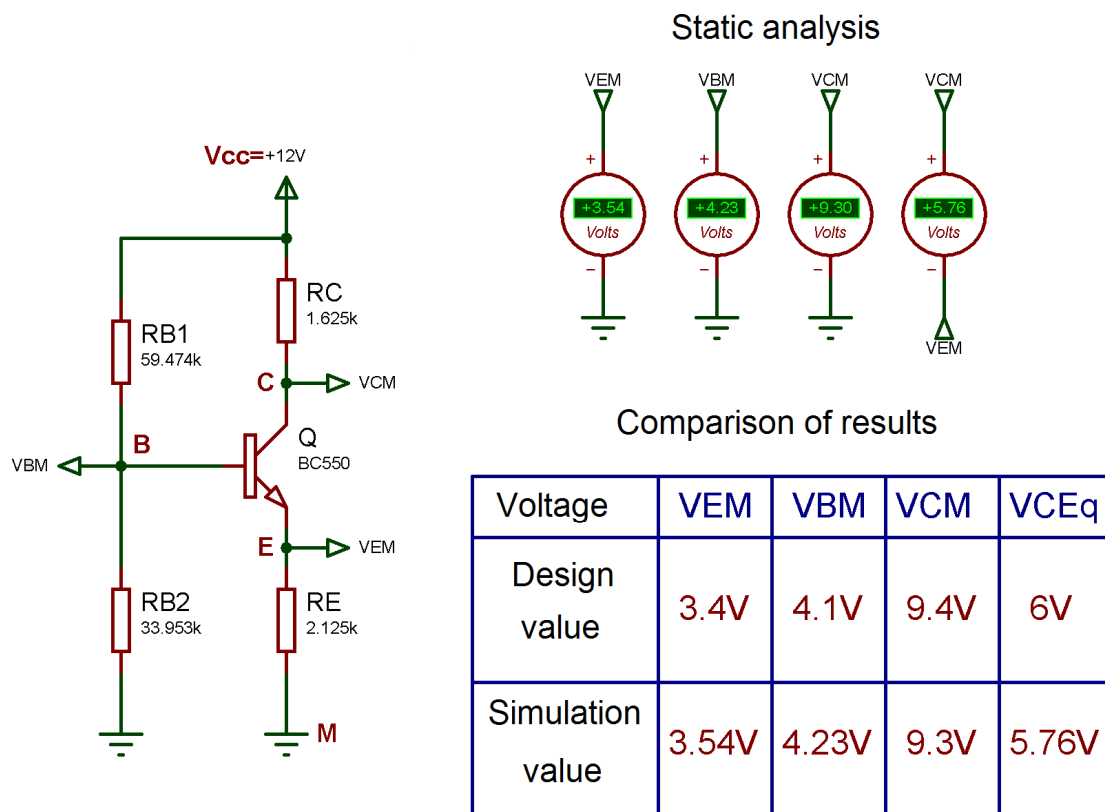 Static analysis
VEM VBM VCM VCM
+ + + +
+3.54 +4.23 +9.30 +5.76
Volts Volts Volts Volts
− − − −
VEM
Vcc=+12V
RC
1.625k
RB1
59.474k
C VCM
B
Q
BC550
VBM
E VEM
RB2
33.953k
RE
2.125k
M
Comparison of results
Voltage VEM VBM VCM VCEq
Design
value
3.4V 4.1V 9.4V 6V
Simulation
value
3.54V 4.23V 9.3V 5.76V